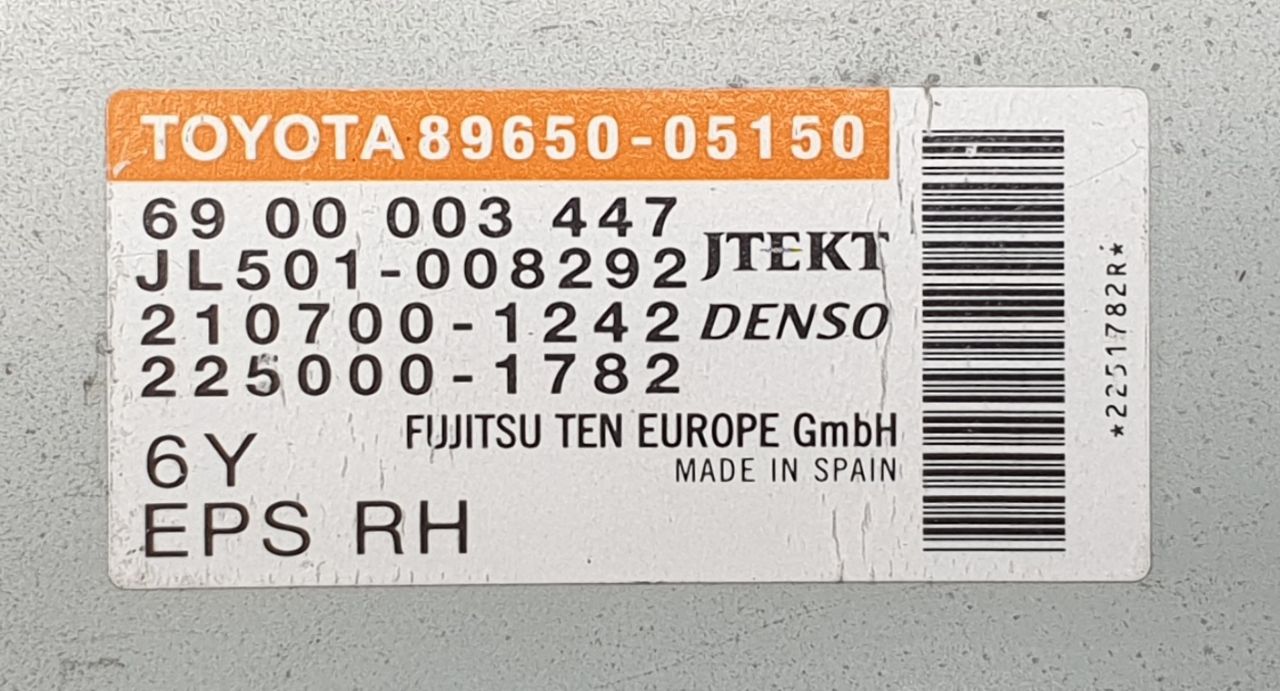 TOYOTA 89650-05150
69 00 003 447
JL501-008292 JTEKT
210700-1242 DENSO
225000-1782
FUJITSU TEN EUROPE GmbH
MADE IN SPAIN
6Y
EPS RH
*2251782R*